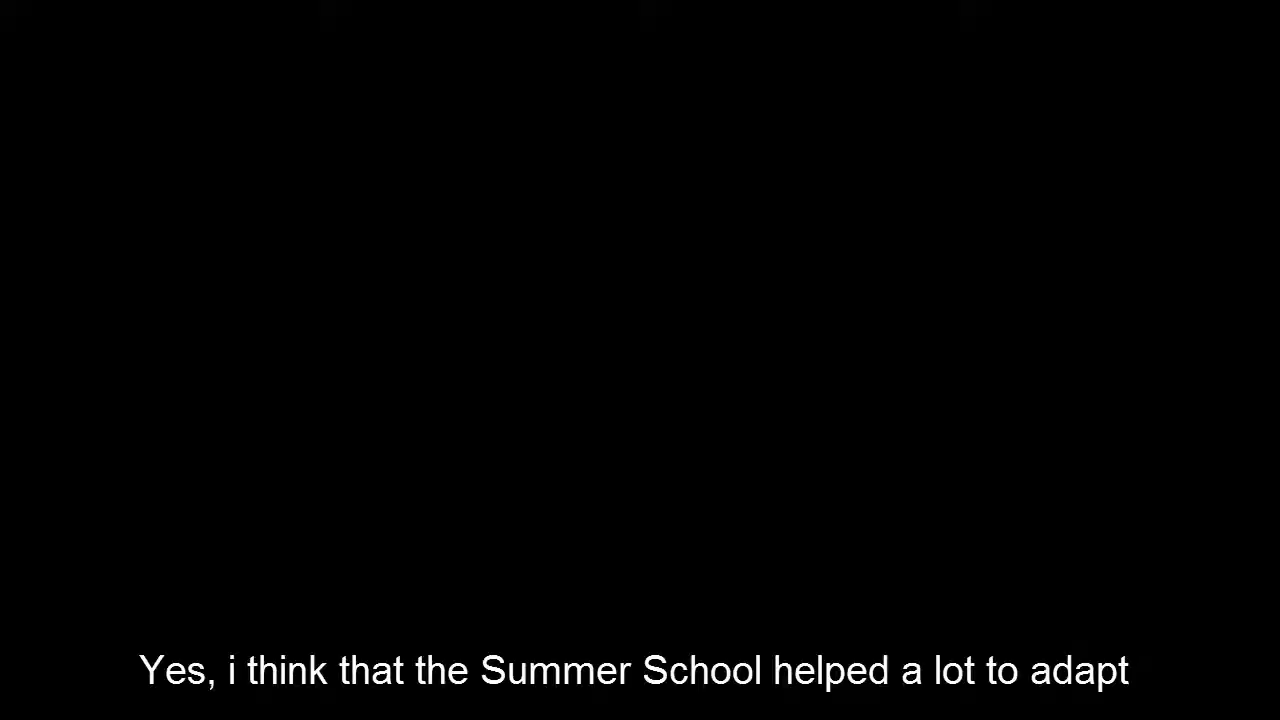 Yes, i think that the Summer School helped a lot to adapt